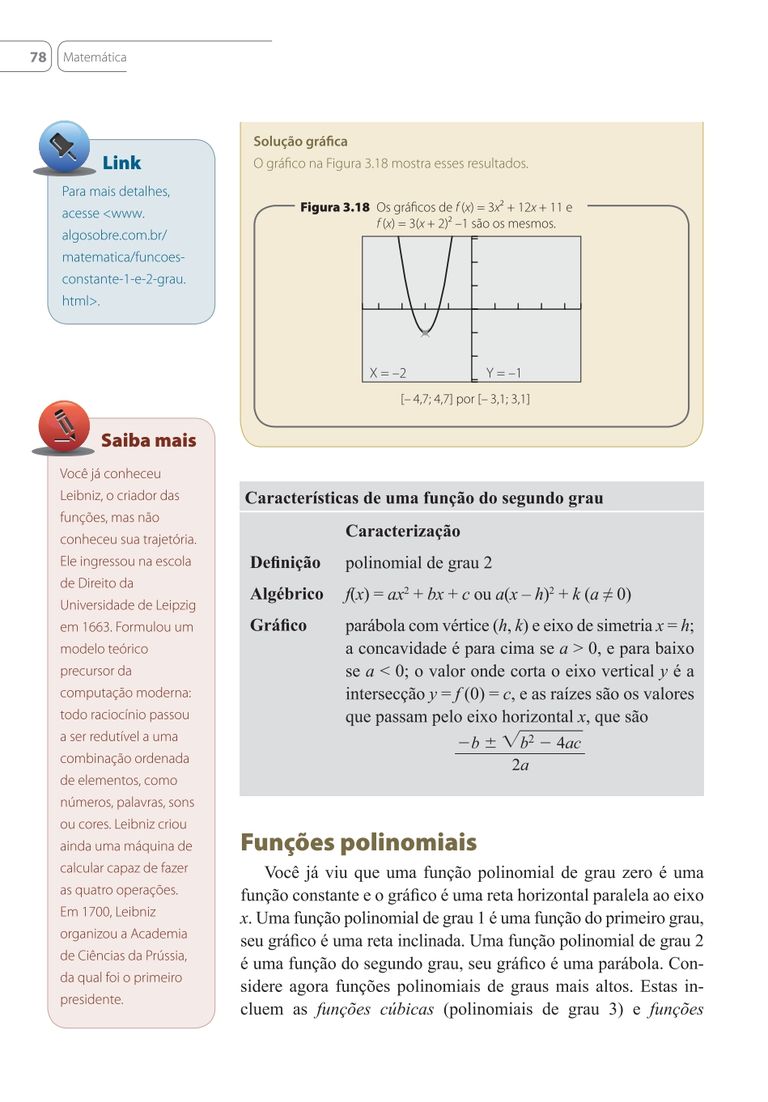 78
Matemática
Link
Para mais detalhes,
acesse <www.
algosobre.com.br/
matematica/funcoes-
constante-1-e-2-grau.
html>.
Saiba mais
Você já conheceu
Leibniz, o criador das
funções, mas não
conheceu sua trajetória.
Ele ingressou na escola
de Direito da
Universidade de Leipzig
em 1663. Formulou um
modelo teórico
precursor da
computação moderna:
todo raciocínio passou
a ser redutível a uma
combinação ordenada
de elementos, como
números, palavras, sons
ou cores. Leibniz criou
ainda uma máquina de
calcular capaz de fazer
as quatro operações.
Em 1700, Leibniz
organizou a Academia
de Ciências da Prússia,
da qual foi o primeiro
presidente.
Solução gráfica
O gráfico na Figura 3.18 mostra esses resultados.
Figura 3.18 Os gráficos de f (x) = 3x² + 12x + 11 e
f (x) = 3(x + 2)² –1 são os mesmos.
X = –2
Y = –1
[– 4,7; 4,7] por [– 3,1; 3,1]
Características de uma função do segundo grau
Caracterização
Definição polinomial de grau 2
Algébrico f(x) = ax² + bx + c ou a(x – h)² + k (a ≠ 0)
Gráfico parábola com vértice (h, k) e eixo de simetria x = h;
a concavidade é para cima se a > 0, e para baixo
se a < 0; o valor onde corta o eixo vertical y é a
intersecção y = f (0) = c, e as raízes são os valores
que passam pelo eixo horizontal x, que são
−b ± √b² − 4ac
2a
Funções polinomiais
Você já viu que uma função polinomial de grau zero é uma
função constante e o gráfico é uma reta horizontal paralela ao eixo
x. Uma função polinomial de grau 1 é uma função do primeiro grau,
seu gráfico é uma reta inclinada. Uma função polinomial de grau 2
é uma função do segundo grau, seu gráfico é uma parábola. Con-
sidere agora funções polinomiais de graus mais altos. Estas in-
cluem as funções cúbicas (polinomiais de grau 3) e funções